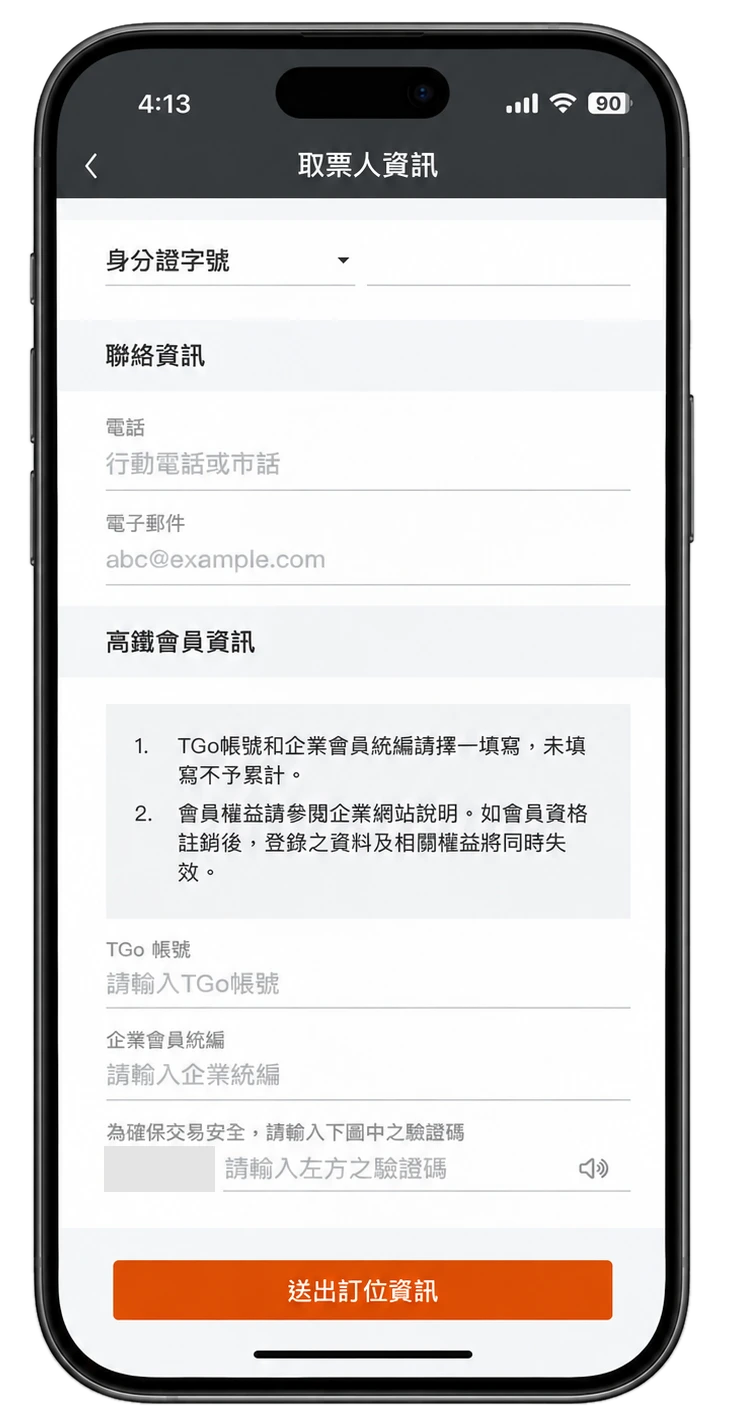 4:13
90
取票人資訊
身分證字號
聯絡資訊
電話
行動電話或市話
電子郵件
abc@example.com
高鐵會員資訊
1. TGo帳號和企業會員統編請擇一填寫，未填
寫不予累計。
2. 會員權益請參閱企業網站說明。如會員資格
註銷後，登錄之資料及相關權益將同時失
效。
TGo 帳號
請輸入TGo帳號
企業會員統編
請輸入企業統編
為確保交易安全，請輸入下圖中之驗證碼
請輸入左方之驗證碼
送出訂位資訊